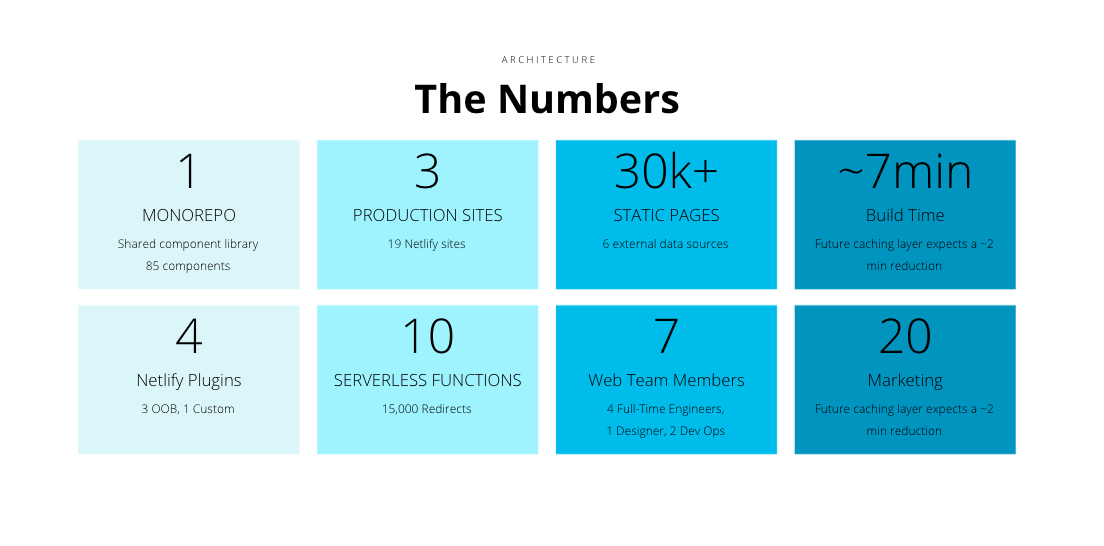 ARCHITECTURE
The Numbers
1
MONOREPO
Shared component library
85 components
3
PRODUCTION SITES
19 Netlify sites
30k+
STATIC PAGES
6 external data sources
~7min
Build Time
Future caching layer expects a ~2
min reduction
4
Netlify Plugins
3 OOB, 1 Custom
10
SERVERLESS FUNCTIONS
15,000 Redirects
7
Web Team Members
4 Full-Time Engineers,
1 Designer, 2 Dev Ops
20
Marketing
Future caching layer expects a ~2
min reduction